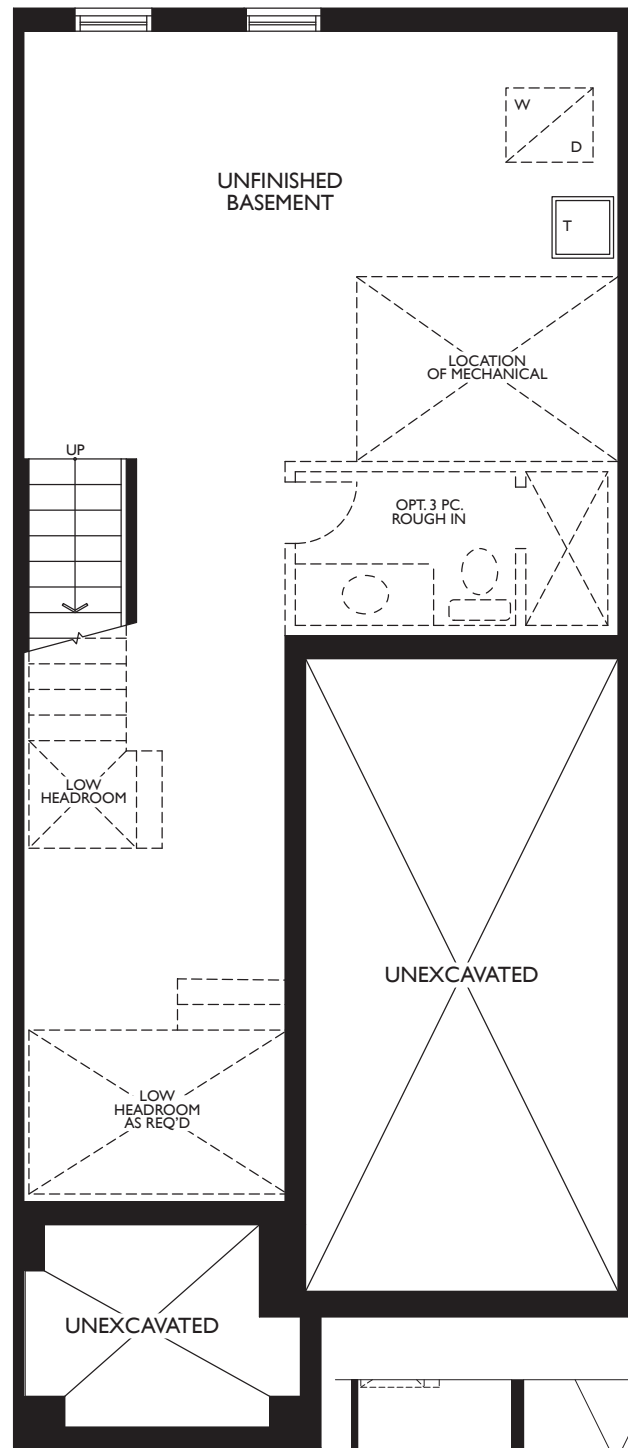 W
D
UNFINISHED
BASEMENT
T
LOCATION
OF MECHANICAL
UP
OPT. 3 PC.
ROUGH IN
LOW
HEADROOM
UNEXCAVATED
LOW
HEADROOM
AS REQ'D
UNEXCAVATED